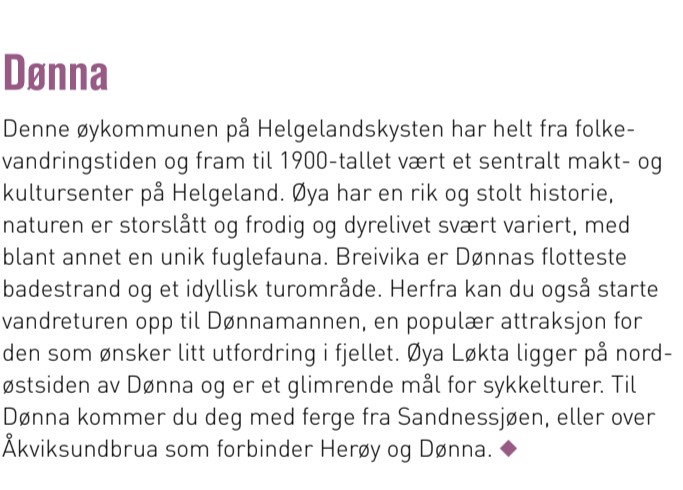 Dønna
Denne øykommunen på Helgelandskysten har helt fra folke-
vandringstiden og fram til 1900-tallet vært et sentralt makt- og
kultursenter på Helgeland. Øya har en rik og stolt historie,
naturen er storslått og frodig og dyrelivet svært variert, med
blant annet en unik fuglefauna. Breivika er Dønnas flotteste
badestrand og et idyllisk turområde. Herfra kan du også starte
vandreturen opp til Dønnamannen, en populær attraksjon for
den som ønsker litt utfordring i fjellet. Øya Løkta ligger på nord-
østsiden av Dønna og er et glimrende mål for sykkelturer. Til
Dønna kommer du deg med ferge fra Sandnessjøen, eller over
Åkviksundbrua som forbinder Herøy og Dønna. ◆